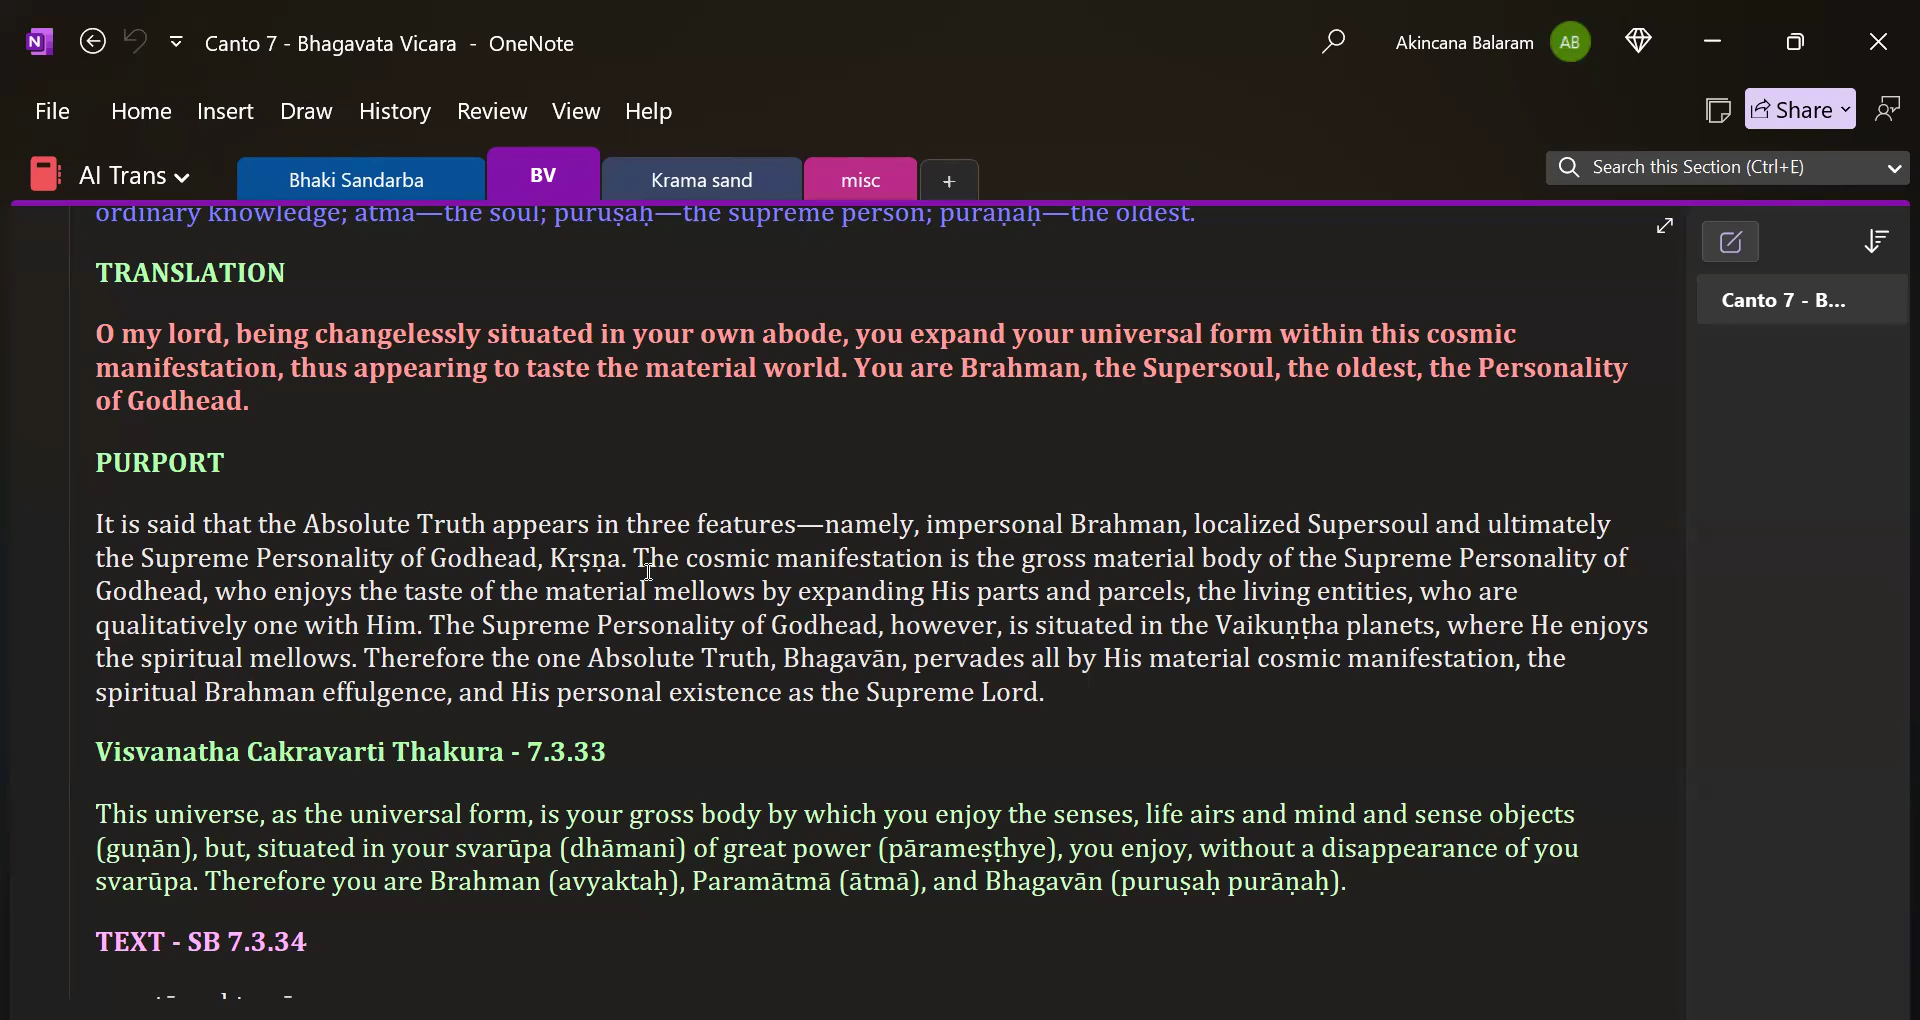 Canto 7 - Bhagavata Vicara - OneNote
Akincana Balaram AB
File Home Insert Draw History Review View Help
Share
AI Trans
Bhaki Sandarba BV Krama sand misc +
Search this Section (Ctrl+E)
ordinary knowledge; ātmā—the soul; puruṣaḥ—the supreme person; purāṇaḥ—the oldest.
TRANSLATION
Canto 7 - B...
O my lord, being changelessly situated in your own abode, you expand your universal form within this cosmic
manifestation, thus appearing to taste the material world. You are Brahman, the Supersoul, the oldest, the Personality
of Godhead.
PURPORT
It is said that the Absolute Truth appears in three features—namely, impersonal Brahman, localized Supersoul and ultimately
the Supreme Personality of Godhead, Kṛṣṇa. The cosmic manifestation is the gross material body of the Supreme Personality of
Godhead, who enjoys the taste of the material mellows by expanding His parts and parcels, the living entities, who are
qualitatively one with Him. The Supreme Personality of Godhead, however, is situated in the Vaikuṇṭha planets, where He enjoys
the spiritual mellows. Therefore the one Absolute Truth, Bhagavān, pervades all by His material cosmic manifestation, the
spiritual Brahman effulgence, and His personal existence as the Supreme Lord.
Visvanatha Cakravarti Thakura - 7.3.33
This universe, as the universal form, is your gross body by which you enjoy the senses, life airs and mind and sense objects
(guṇān), but, situated in your svarūpa (dhāmani) of great power (pārameṣṭhye), you enjoy, without a disappearance of you
svarūpa. Therefore you are Brahman (avyaktaḥ), Paramātmā (ātmā), and Bhagavān (puruṣaḥ purāṇaḥ).
TEXT - SB 7.3.34